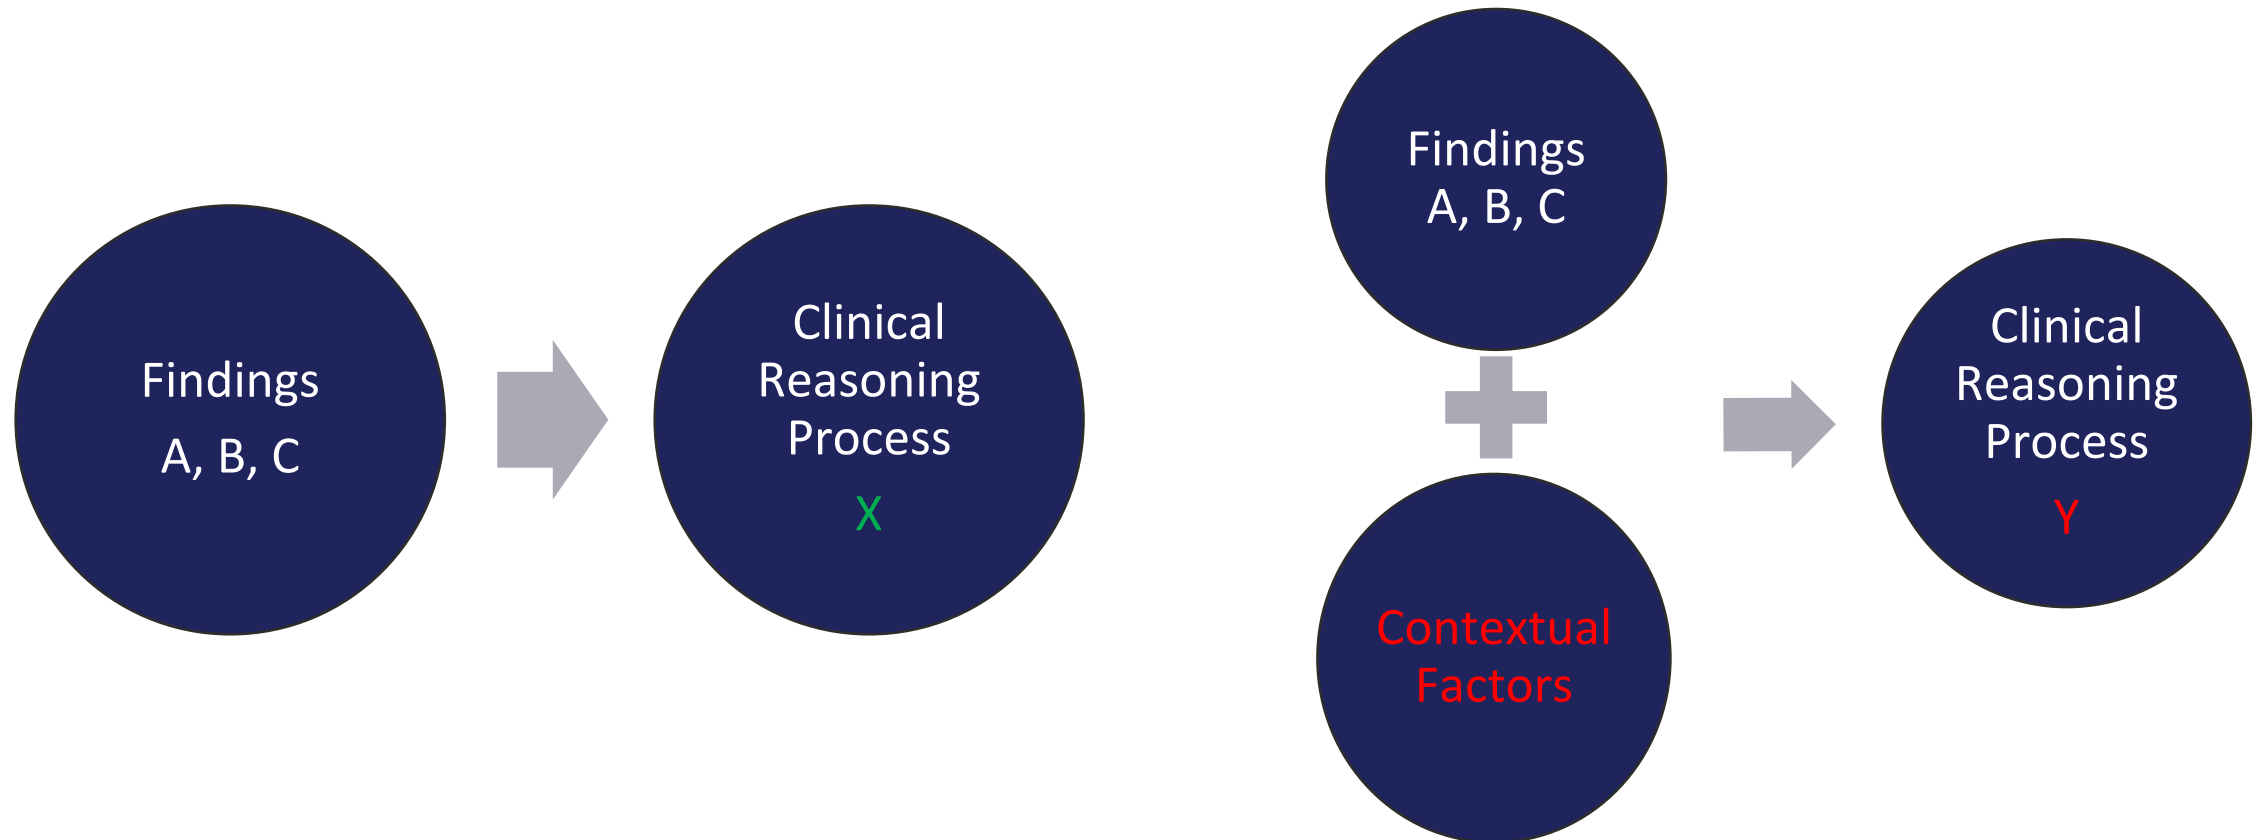 Findings
A, B, C
Clinical
Reasoning
Process
X
Findings
A, B, C
Contextual
Factors
Clinical
Reasoning
Process
Y